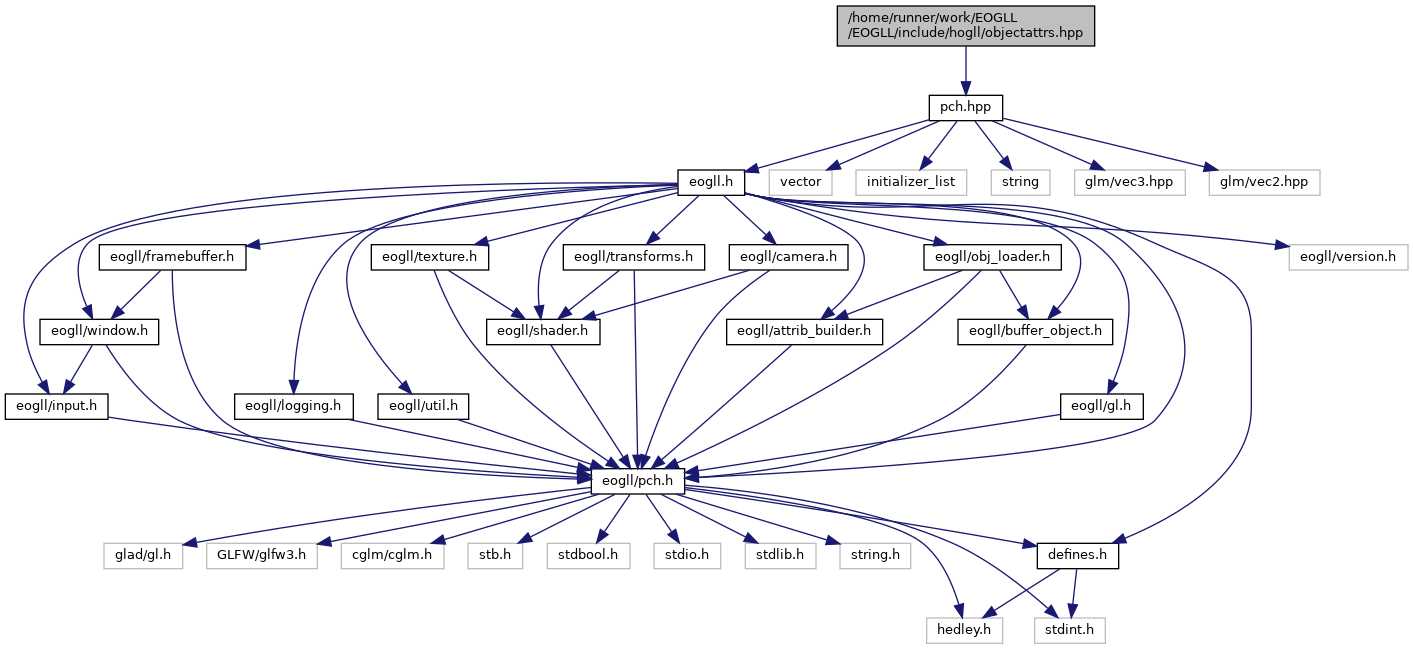 /home/runner/work/EOGLL
/EOGLL/include/hogll/objectattrs.hpp
pch.hpp
eogll.h
vector
initializer_list
string
glm/vec3.hpp
glm/vec2.hpp
eogll/framebuffer.h
eogll/texture.h
eogll/transforms.h
eogll/camera.h
eogll/obj_loader.h
eogll/version.h
eogll/window.h
eogll/shader.h
eogll/attrib_builder.h
eogll/buffer_object.h
eogll/input.h
eogll/logging.h
eogll/util.h
eogll/gl.h
eogll/pch.h
glad/gl.h
GLFW/glfw3.h
cglm/cglm.h
stb.h
stdbool.h
stdio.h
stdlib.h
string.h
defines.h
hedley.h
stdint.h